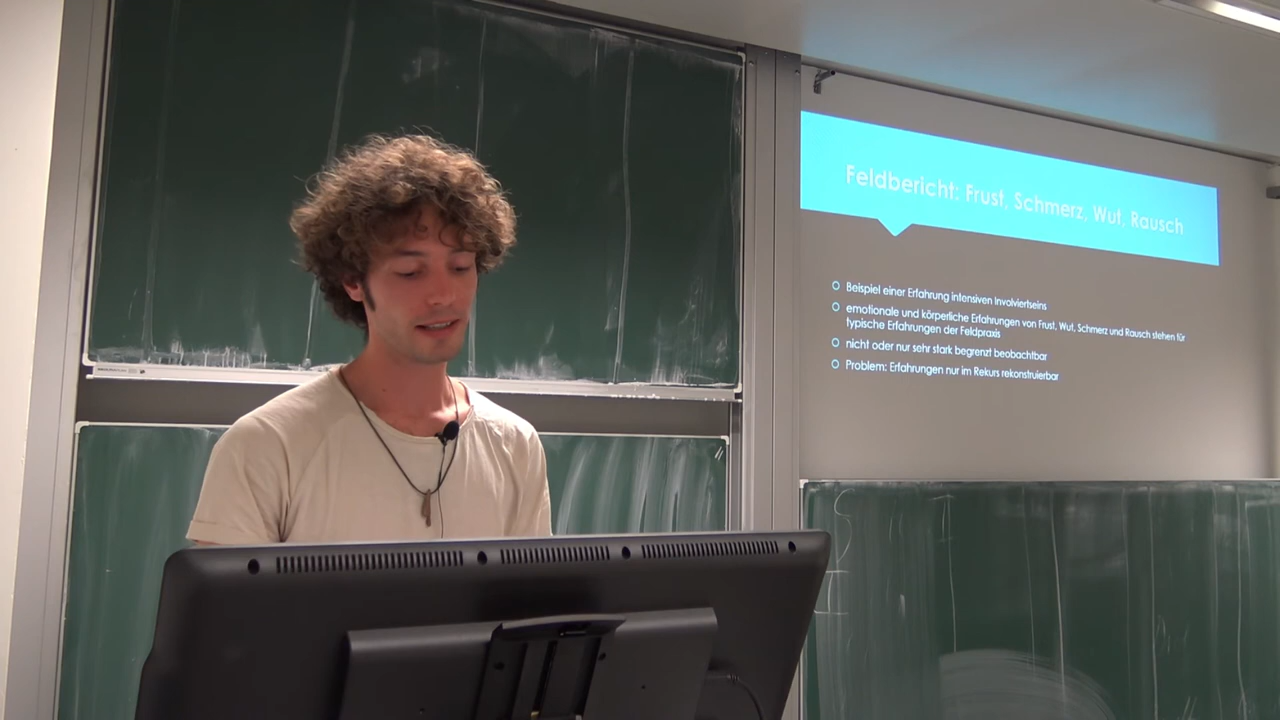 Feldbericht: Frust, Schmerz, Wut, Rausch
Beispiel einer Erfahrung intensiven Involviertseins
emotionale und körperliche Erfahrungen von Frust, Wut, Schmerz und Rausch stehen für
typische Erfahrungen der Feldpraxis
nicht oder nur sehr stark begrenzt beobachtbar
Problem: Erfahrungen nur im Rekurs rekonstruierbar